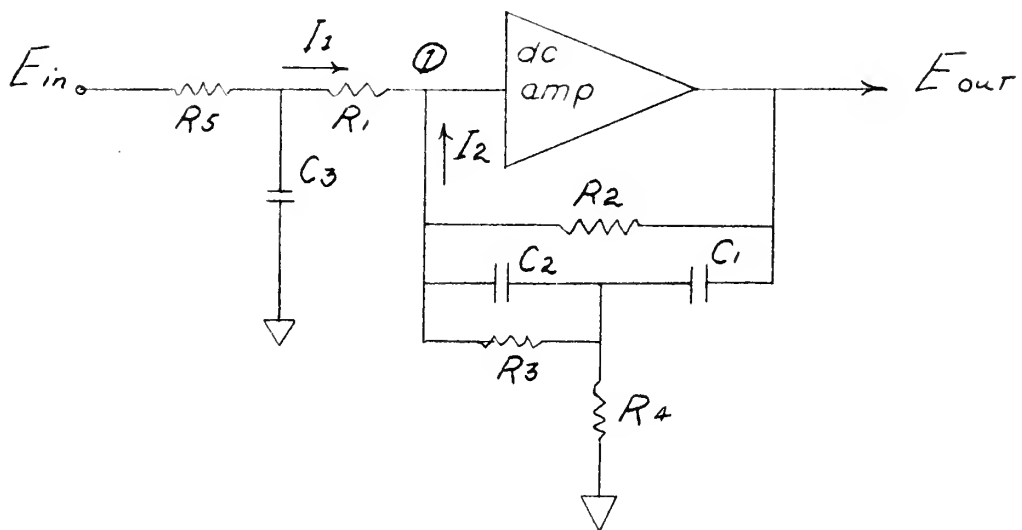 I1
①
dc
amp
Ein
Eout
R5
R1
I2
C3
R2
C2
C1
R3
R4